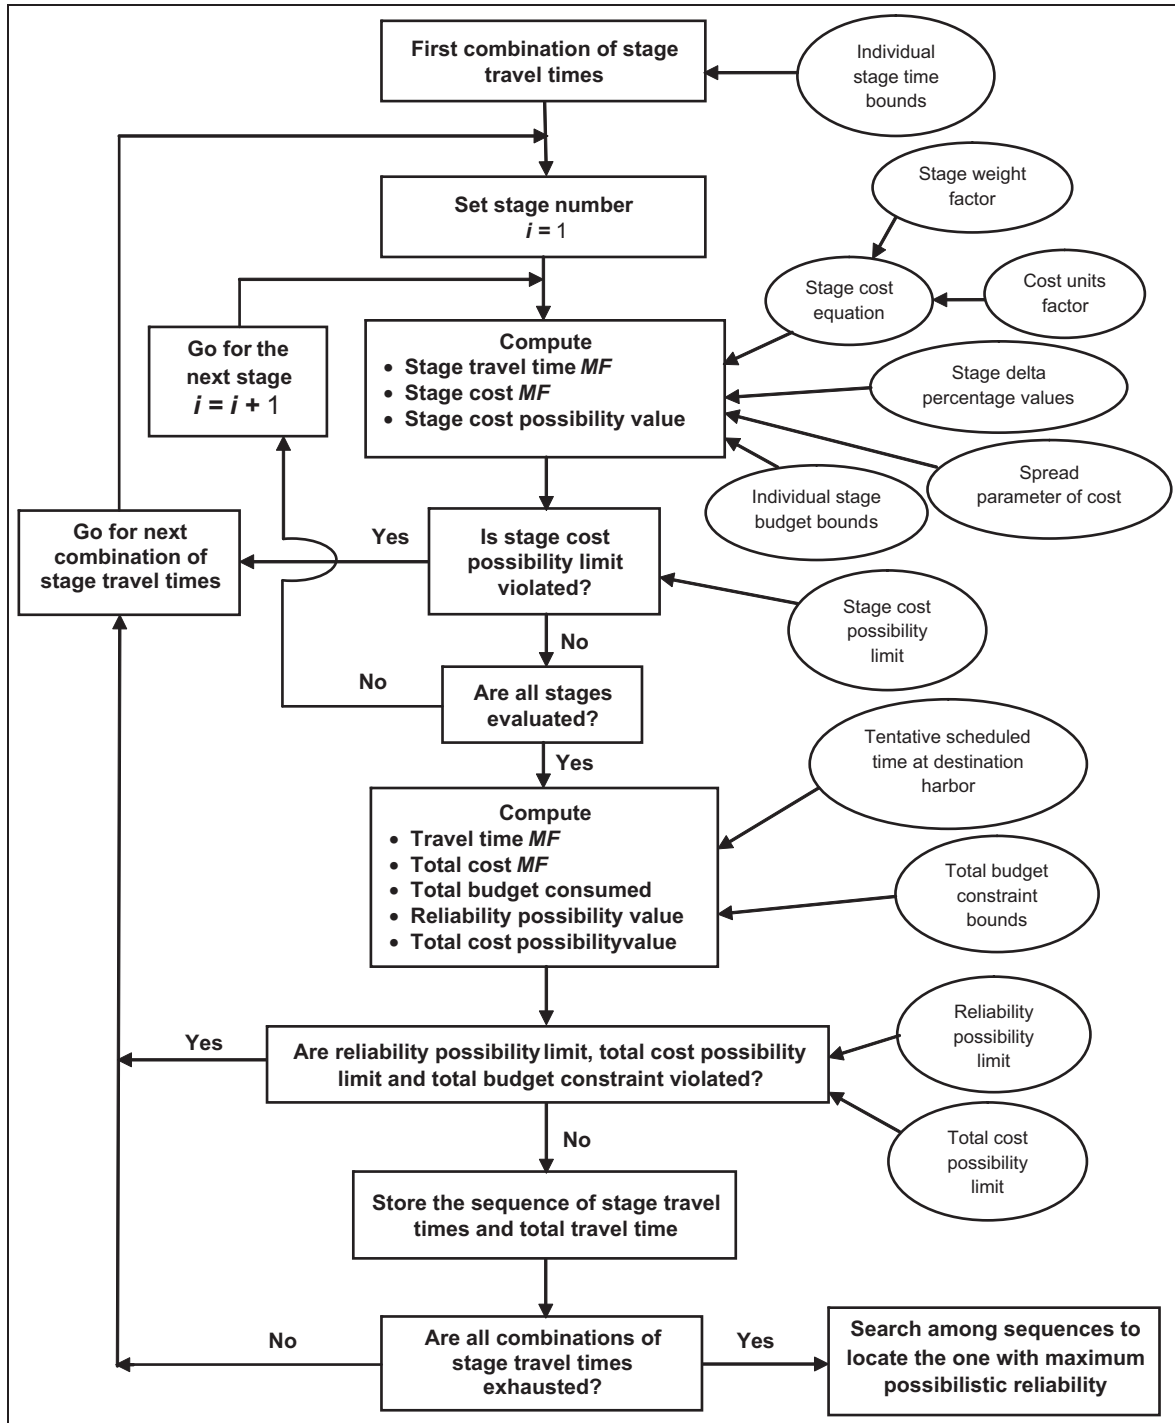 First combination of stage
travel times
Individual
stage time
bounds
Stage weight
factor
Set stage number
i = 1
Stage cost
equation
Cost units
factor
Go for the
next stage
i = i + 1
Compute
• Stage travel time MF
• Stage cost MF
• Stage cost possibility value
Stage delta
percentage values
Spread
parameter of cost
Individual stage
budget bounds
Go for next
combination of
stage travel times
Yes
Is stage cost
possibility limit
violated?
Stage cost
possibility
limit
No
No
Are all stages
evaluated?
Yes
Tentative scheduled
time at destination
harbor
Compute
• Travel time MF
• Total cost MF
• Total budget consumed
• Reliability possibility value
• Total cost possibilityvalue
Total budget
constraint
bounds
Reliability
possibility
limit
Yes
Are reliability possibility limit, total cost possibility
limit and total budget constraint violated?
No
Total cost
possibility
limit
Store the sequence of stage travel
times and total travel time
No
Are all combinations of
stage travel times
exhausted?
Yes
Search among sequences to
locate the one with maximum
possibilistic reliability